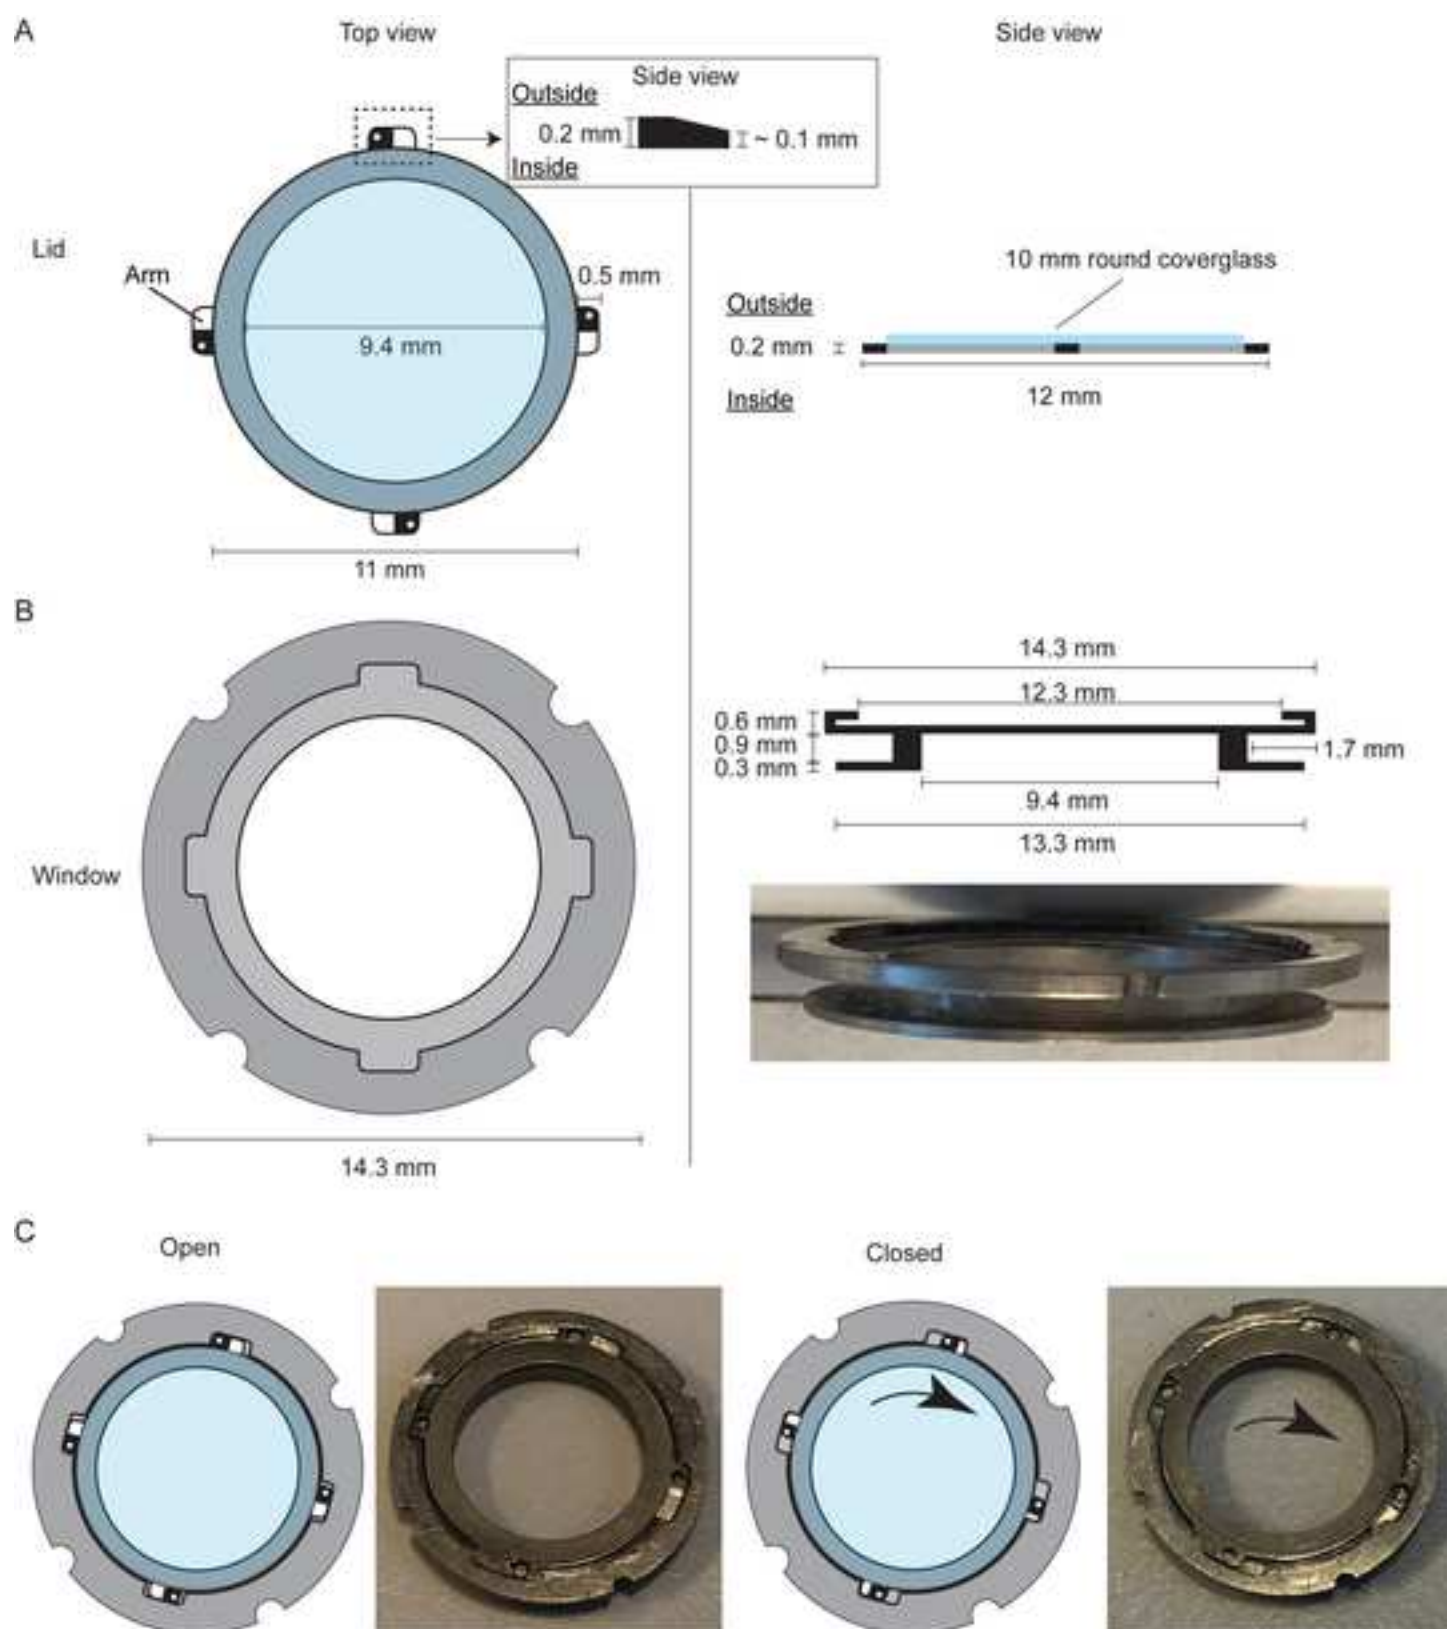 A
Top view
Side view
Side view
Outside
0.2 mm
~ 0.1 mm
Inside
Lid
Arm
0.5 mm
9.4 mm
11 mm
10 mm round coverglass
Outside
0.2 mm
12 mm
Inside
B
Window
14.3 mm
14.3 mm
12.3 mm
0.6 mm
0.9 mm
0.3 mm
1.7 mm
9.4 mm
13.3 mm
C
Open
Closed